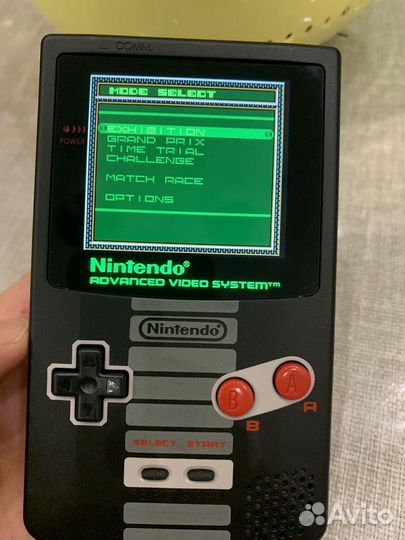 COMM.
MODE SELECT
POWER
EXHIBITION
GRAND PRIX
TIME TRIAL
CHALLENGE
MATCH RACE
OPTIONS
Nintendo®
ADVANCED VIDEO SYSTEM™
Nintendo®
B A
B A
SELECT START
Avito